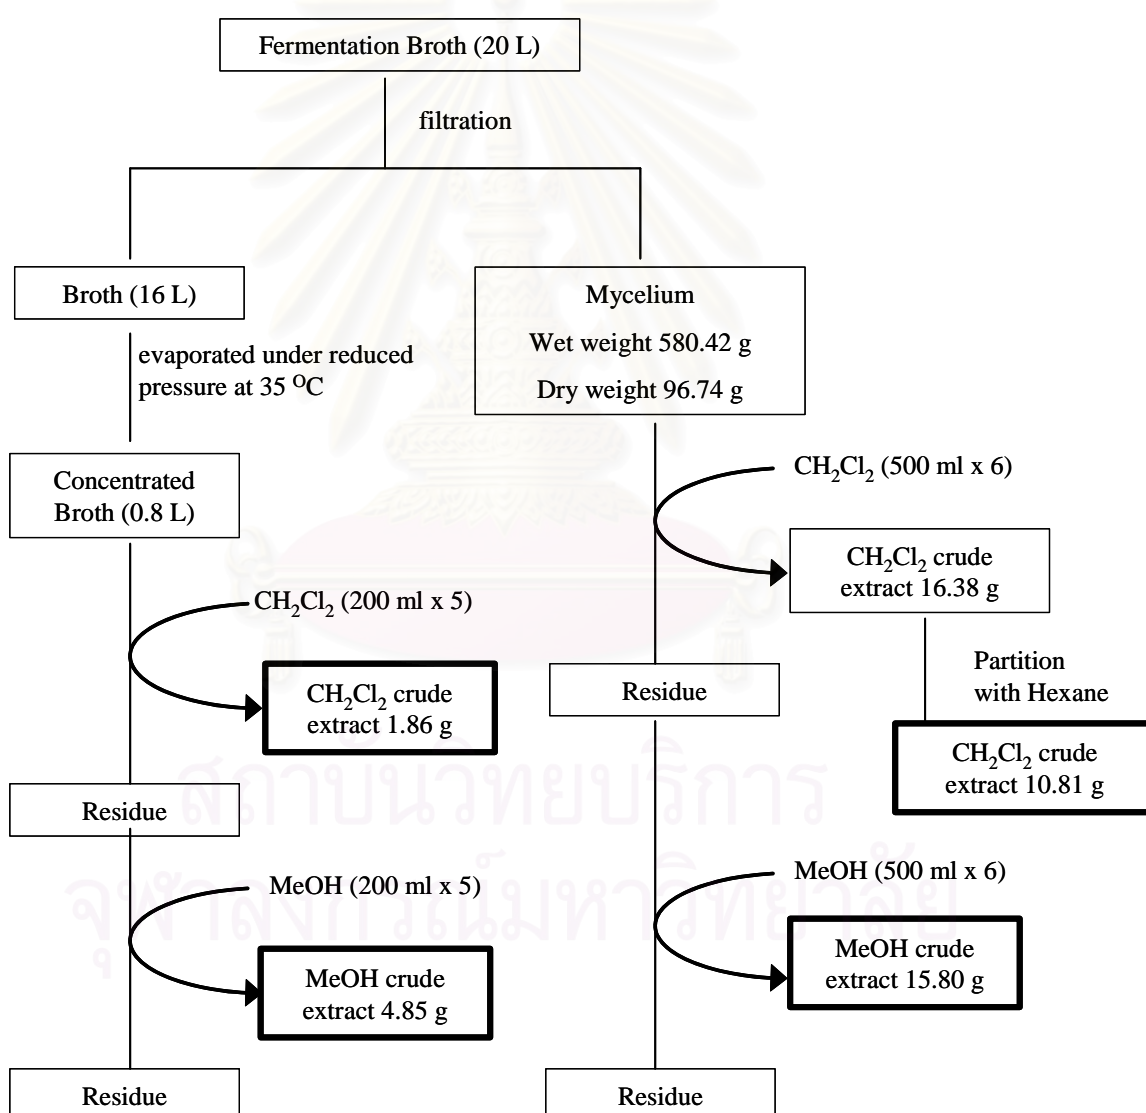 Fermentation Broth (20 L)
filtration
Broth (16 L)
Mycelium
Wet weight 580.42 g
Dry weight 96.74 g
evaporated under reduced
pressure at 35 ᴼC
Concentrated
Broth (0.8 L)
CH₂Cl₂ (500 ml x 6)
CH₂Cl₂ crude
extract 16.38 g
CH₂Cl₂ (200 ml x 5)
CH₂Cl₂ crude
extract 1.86 g
Residue
Partition
with Hexane
CH₂Cl₂ crude
extract 10.81 g
Residue
MeOH (200 ml x 5)
MeOH (500 ml x 6)
MeOH crude
extract 4.85 g
MeOH crude
extract 15.80 g
Residue
Residue
สถาบันวิทยบริการ
จุฬาลงกรณ์มหาวิทยาลัย